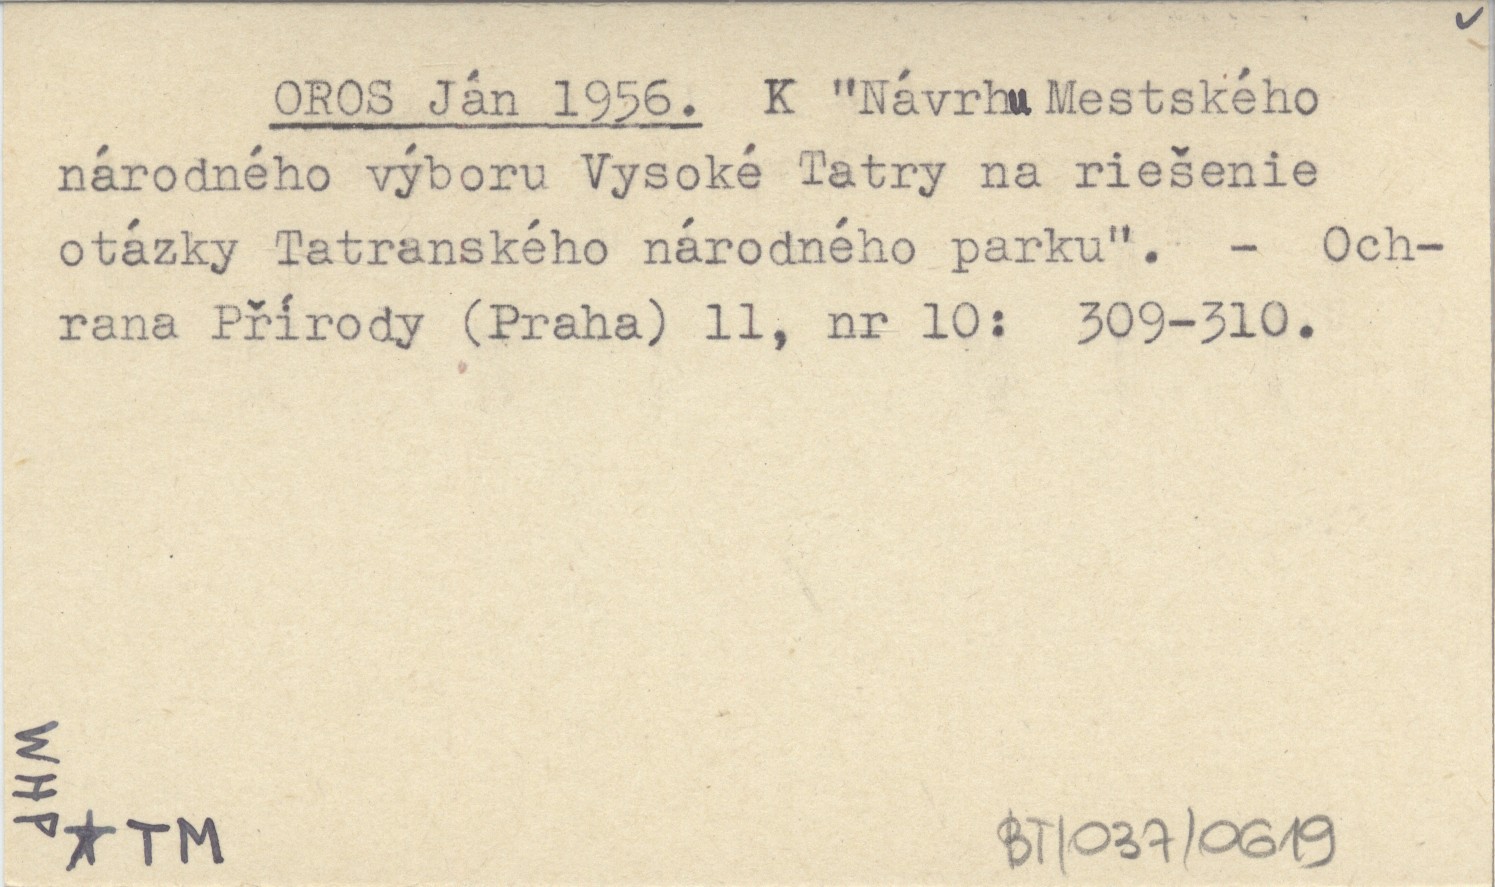 ✓
OROS Ján 1956. K "Návrhu Mestského
národného výboru Vysoké Tatry na riešenie
otázky Tatranského národného parku". - Och-
rana Přírody (Praha) 11, nr 10: 309-310.
WHP
★ TM
BT/037/0619